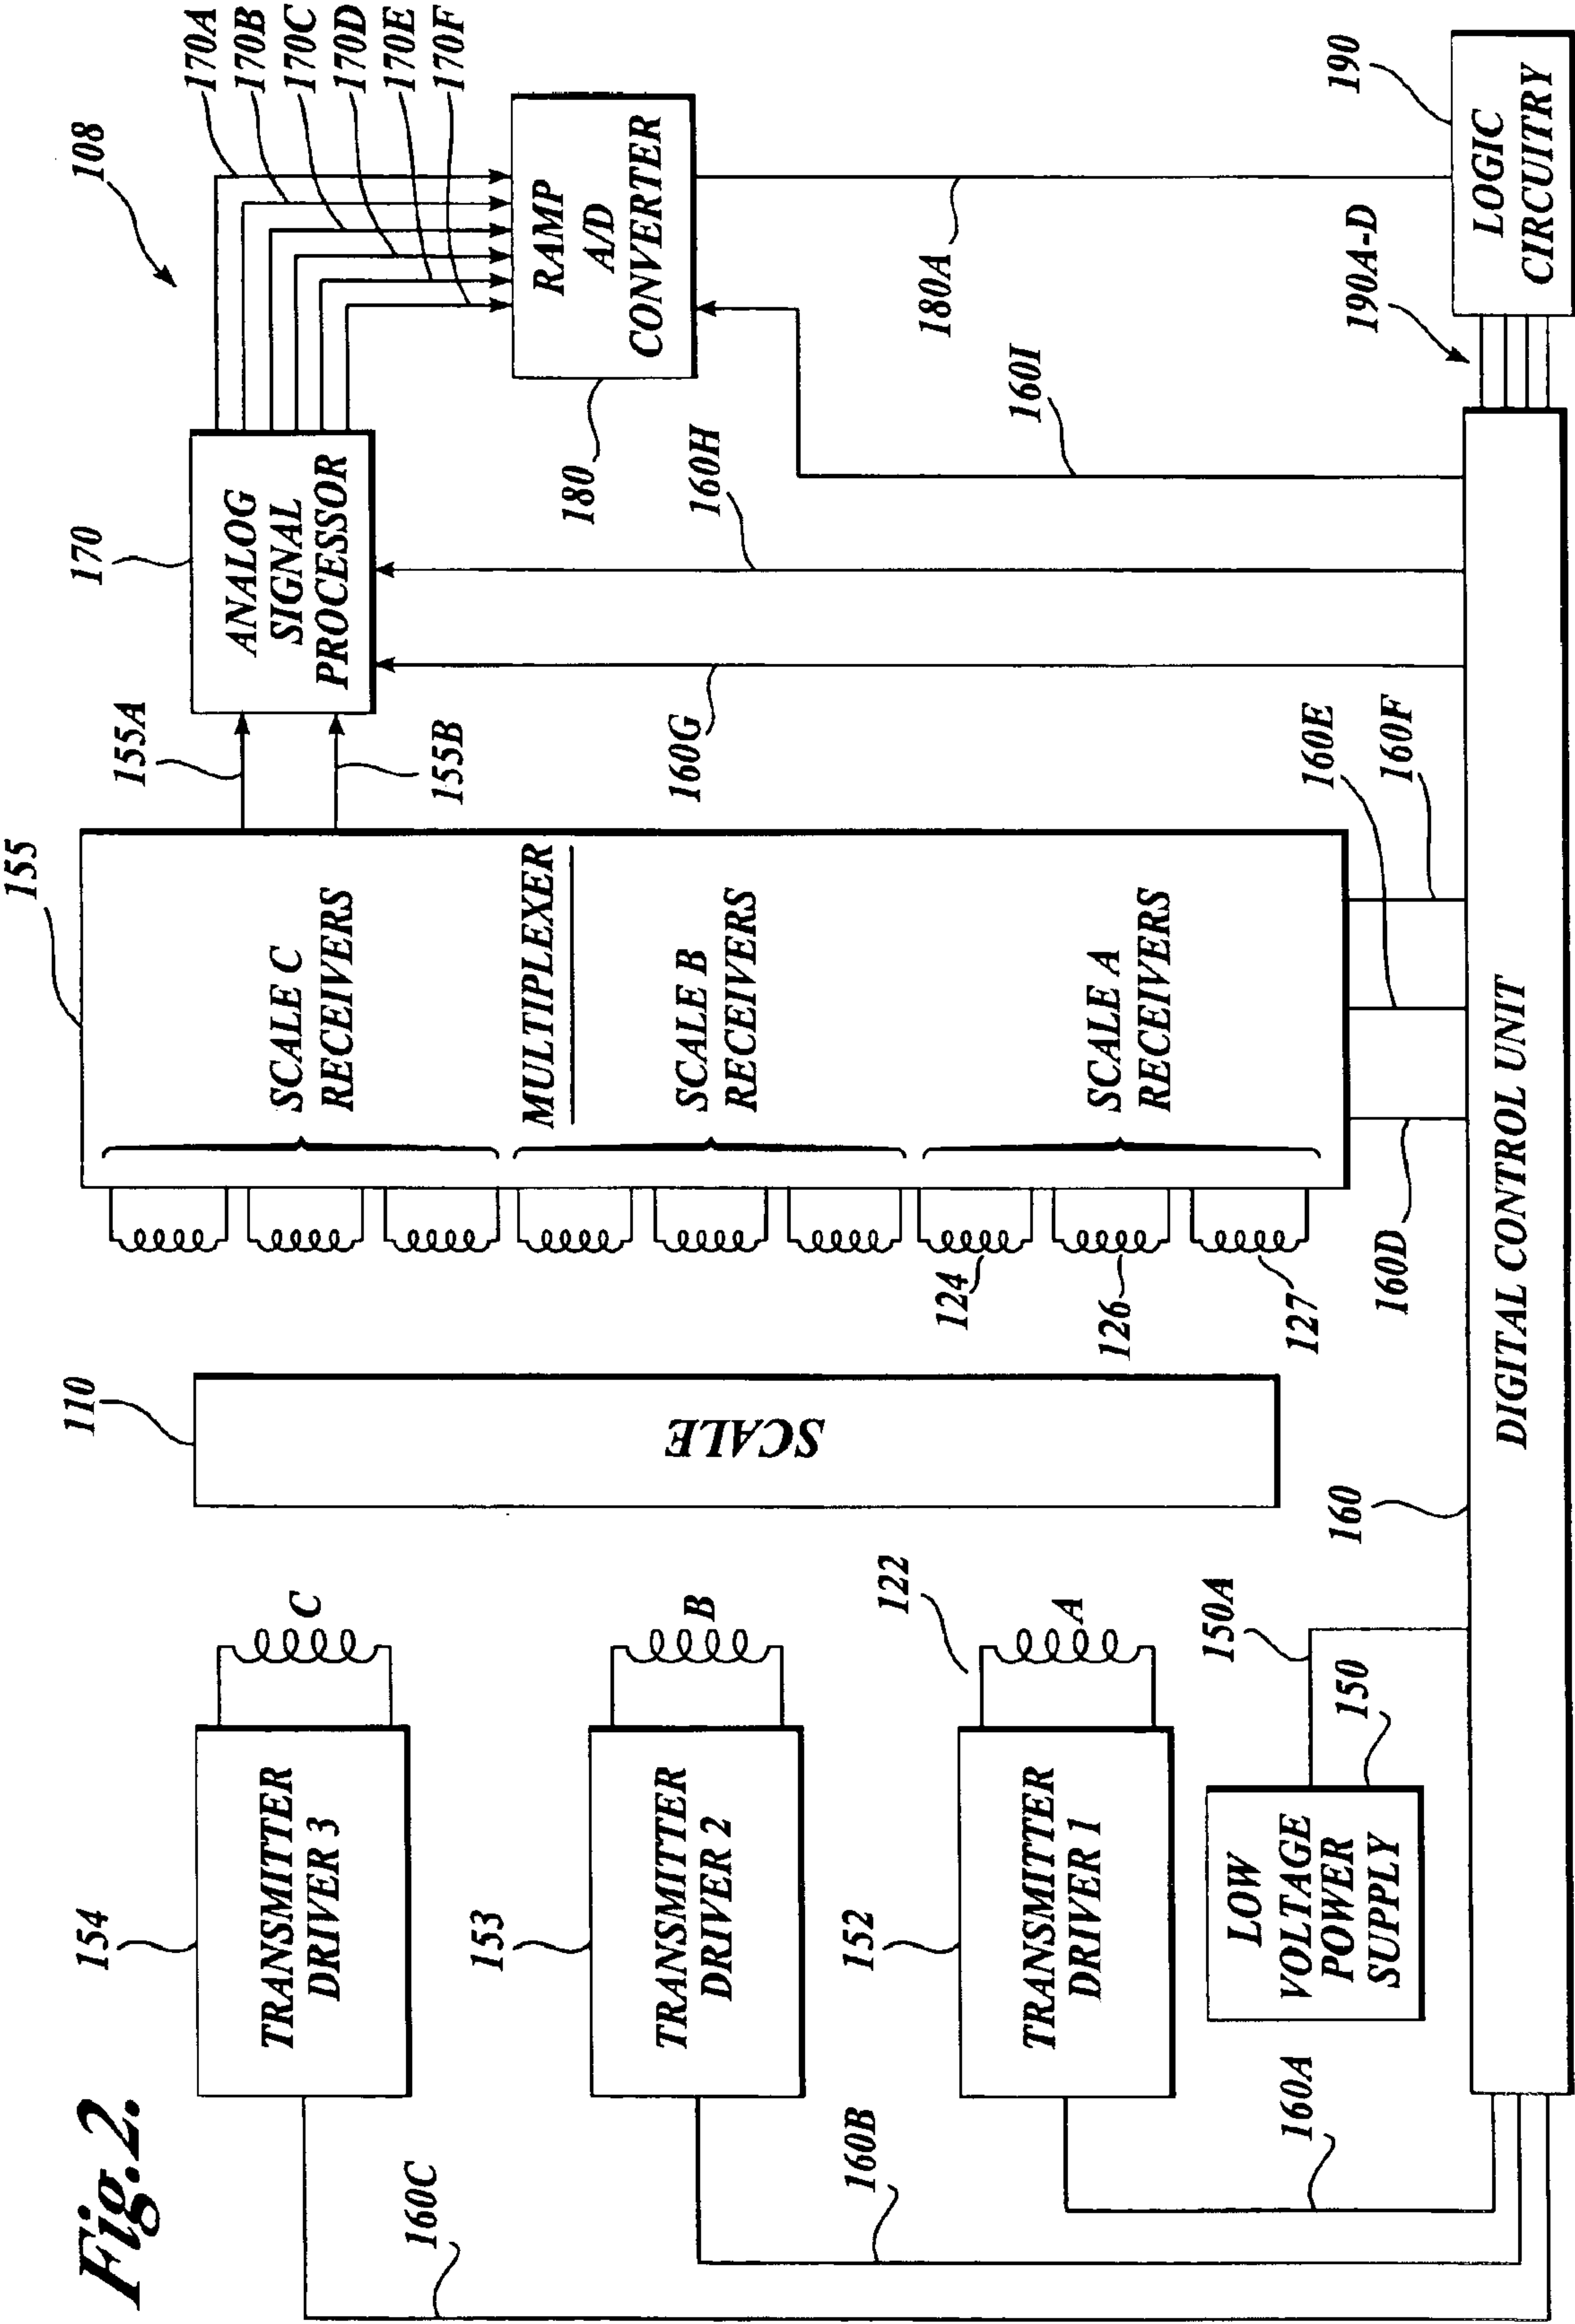 Fig.2.
108
154
TRANSMITTER
DRIVER 3
C
110
SCALE
155
SCALE C
RECEIVERS
MULTIPLEXER
SCALE B
RECEIVERS
SCALE A
RECEIVERS
155A
155B
170
ANALOG
SIGNAL
PROCESSOR
170A
170B
170C
170D
170E
170F
RAMP
A/D
CONVERTER
180
153
TRANSMITTER
DRIVER 2
B
152
TRANSMITTER
DRIVER 1
122
A
124
126
127
160C
160B
160A
LOW
VOLTAGE
POWER
SUPPLY
150A
150
160
160D
160E
160F
160G
160H
160I
180A
190A-D
190
LOGIC
CIRCUITRY
DIGITAL CONTROL UNIT